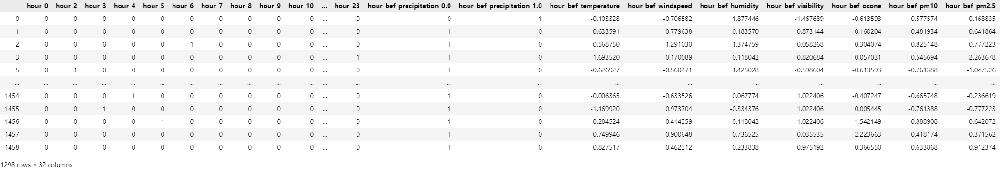 hour_0 hour_2 hour_3 hour_4 hour_5 hour_6 hour_7 hour_8 hour_9 hour_10 ... hour_23 hour_bef_precipitation_0.0 hour_bef_precipitation_1.0 hour_bef_temperature hour_bef_windspeed hour_bef_humidity hour_bef_visibility hour_bef_ozone hour_bef_pm10 hour_bef_pm2.5
0 0 0 0 0 0 0 0 0 0 0 ... 0 0 1 -0.103328 -0.706582 1.877446 -1.467689 -0.613593 0.577574 0.168835
1 0 0 0 0 0 0 0 0 0 0 ... 0 1 0 0.633591 -0.779638 -0.183570 -0.873144 0.160204 0.481934 0.641864
2 0 0 0 0 0 1 0 0 0 0 ... 0 1 0 -0.568750 -1.291030 1.374759 -0.058268 -0.304074 -0.825148 -0.777223
3 0 0 0 0 0 0 0 0 0 0 ... 1 1 0 -1.693520 0.170089 0.118042 -0.820684 0.057031 0.545694 2.263678
5 0 1 0 0 0 0 0 0 0 0 ... 0 1 0 -0.626927 -0.560471 1.425028 -0.598604 -0.613593 -0.761388 -1.047526
... ... ... ... ... ... ... ... ... ... ... ... ... ... ... ... ... ... ... ... ... ...
1454 0 0 0 1 0 0 0 0 0 0 ... 0 1 0 -0.006365 -0.633526 0.067774 1.022406 -0.407247 -0.665748 -0.236619
1455 0 0 1 0 0 0 0 0 0 0 ... 0 1 0 -1.169920 0.973704 -0.334376 1.022406 0.005445 -0.761388 -0.777223
1456 0 0 0 0 1 0 0 0 0 0 ... 0 1 0 0.284524 -0.414359 0.118042 1.022406 -1.542149 -0.888908 -0.642072
1457 0 0 0 0 0 0 0 0 0 0 ... 0 1 0 0.749946 0.900648 -0.736525 -0.035535 2.223663 0.418174 0.371562
1458 0 0 0 0 0 0 0 0 0 0 ... 0 1 0 0.827517 0.462312 -0.233838 0.975192 0.366550 -0.633868 -0.912374
1298 rows × 32 columns